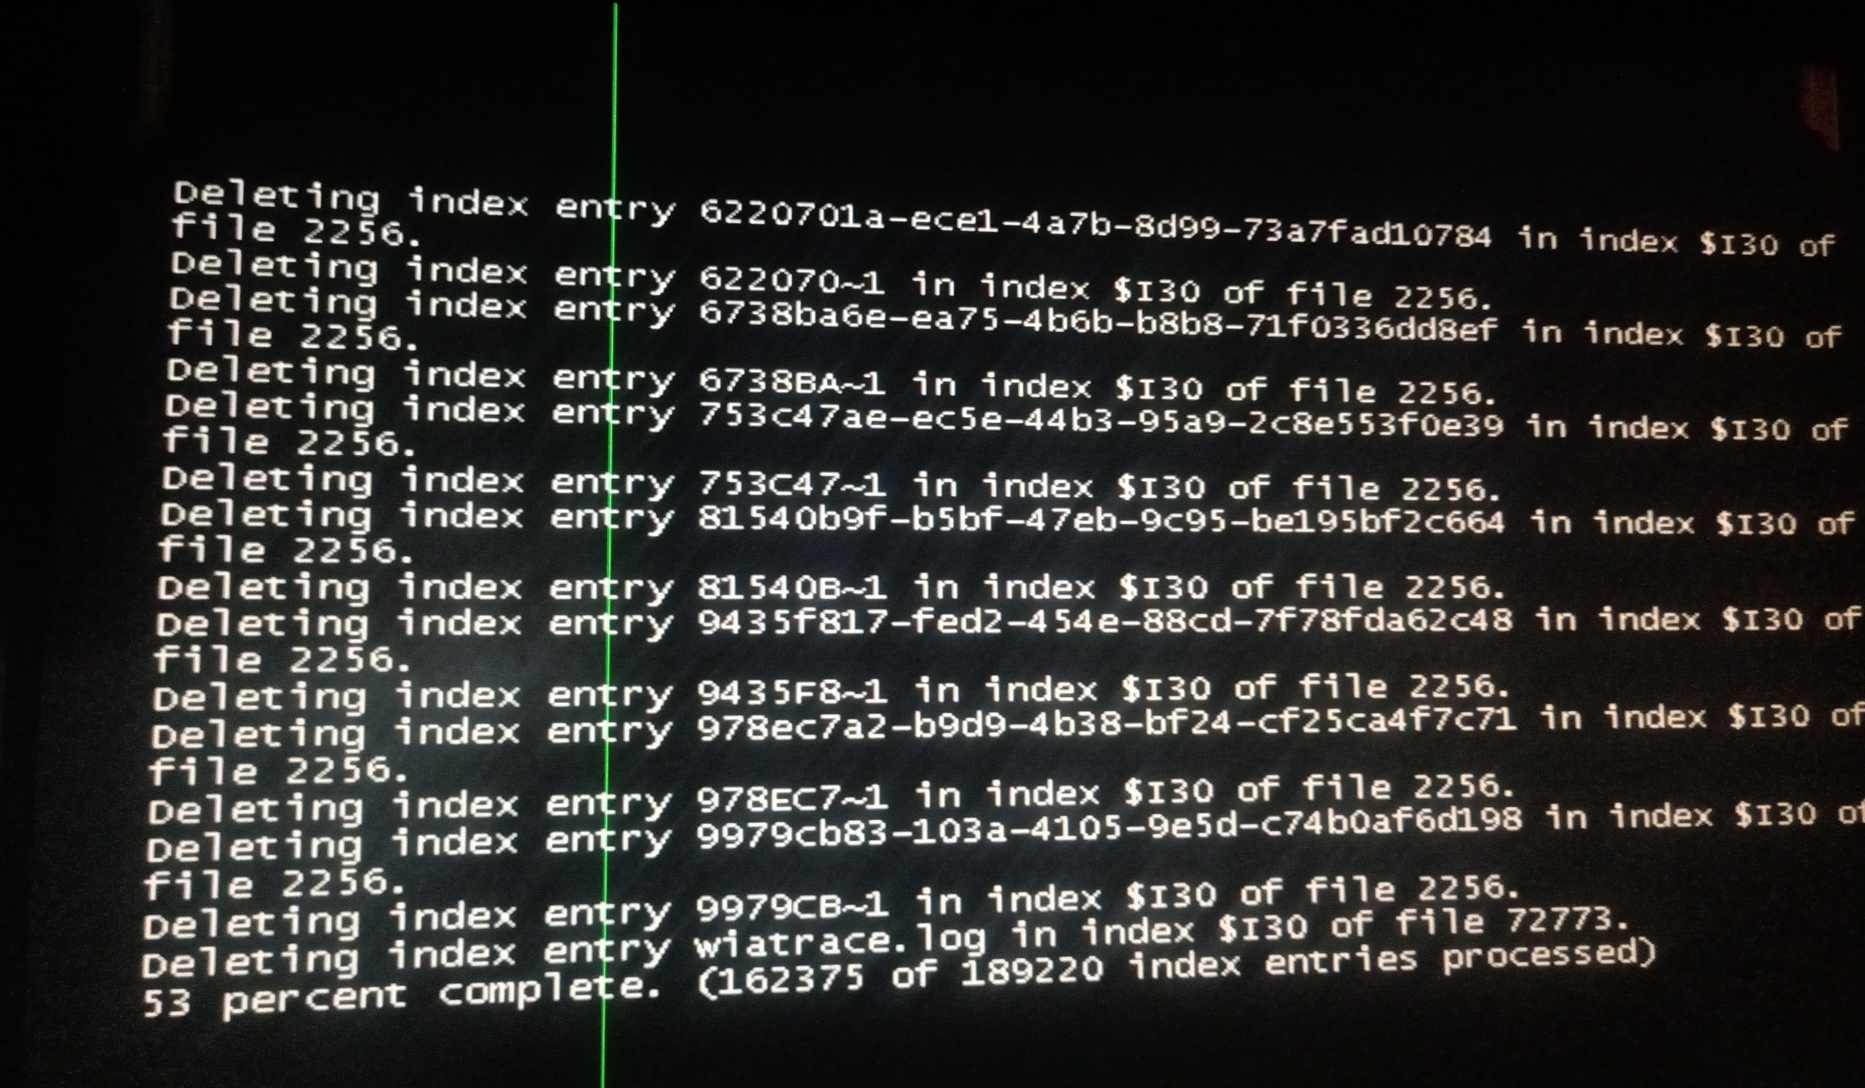 Deleting index entry 6220701a-ece1-4a7b-8d99-73a7fad10784 in index $I30 of
file 2256.
Deleting index entry 622070~1 in index $I30 of file 2256.
Deleting index entry 6738ba6e-ea75-4b6b-b8b8-71f0336dd8ef in index $I30 of
file 2256.
Deleting index entry 6738BA~1 in index $I30 of file 2256.
Deleting index entry 753c47ae-ec5e-44b3-95a9-2c8e553f0e39 in index $I30 of
file 2256.
Deleting index entry 753C47~1 in index $I30 of file 2256.
Deleting index entry 81540b9f-b5bf-47eb-9c95-be195bf2c664 in index $I30 of
file 2256.
Deleting index entry 81540B~1 in index $I30 of file 2256.
Deleting index entry 9435f817-fed2-454e-88cd-7f78fda62c48 in index $I30 of
file 2256.
Deleting index entry 9435F8~1 in index $I30 of file 2256.
Deleting index entry 978ec7a2-b9d9-4b38-bf24-cf25ca4f7c71 in index $I30 of
file 2256.
Deleting index entry 978EC7~1 in index $I30 of file 2256.
Deleting index entry 9979cb83-103a-4105-9e5d-c74b0af6d198 in index $I30 of
file 2256.
Deleting index entry 9979CB~1 in index $I30 of file 2256.
Deleting index entry wiatrace.log in index $I30 of file 72773.
53 percent complete. (162375 of 189220 index entries processed)